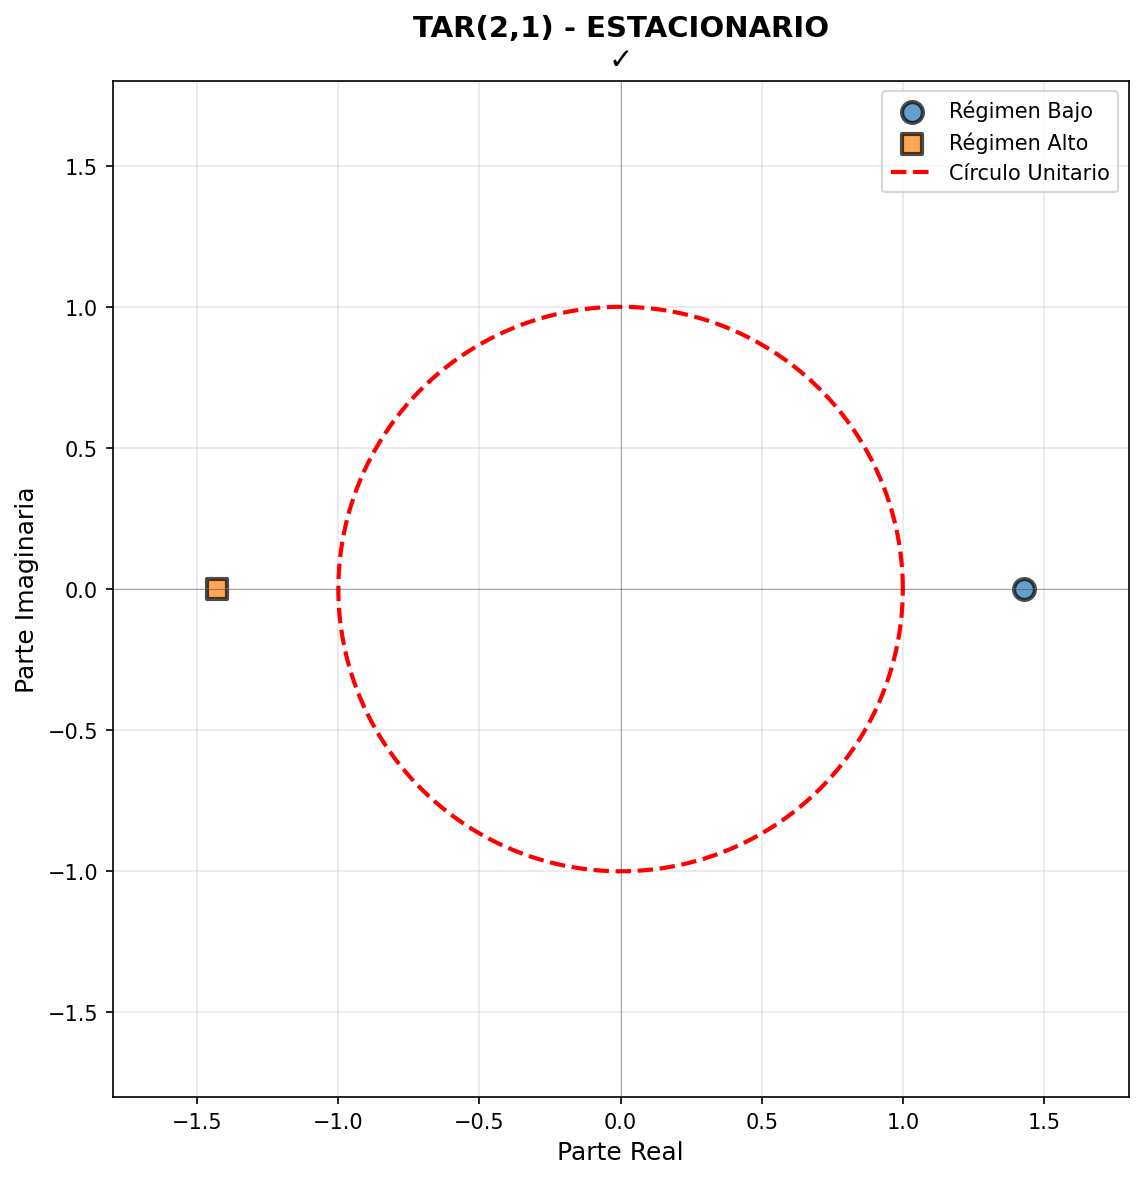 TAR(2,1) - ESTACIONARIO
✓
Régimen Bajo
Régimen Alto
Círculo Unitario
1.5
1.0
0.5
0.0
−0.5
−1.0
−1.5
Parte Imaginaria
−1.5
−1.0
−0.5
0.0
0.5
1.0
1.5
Parte Real